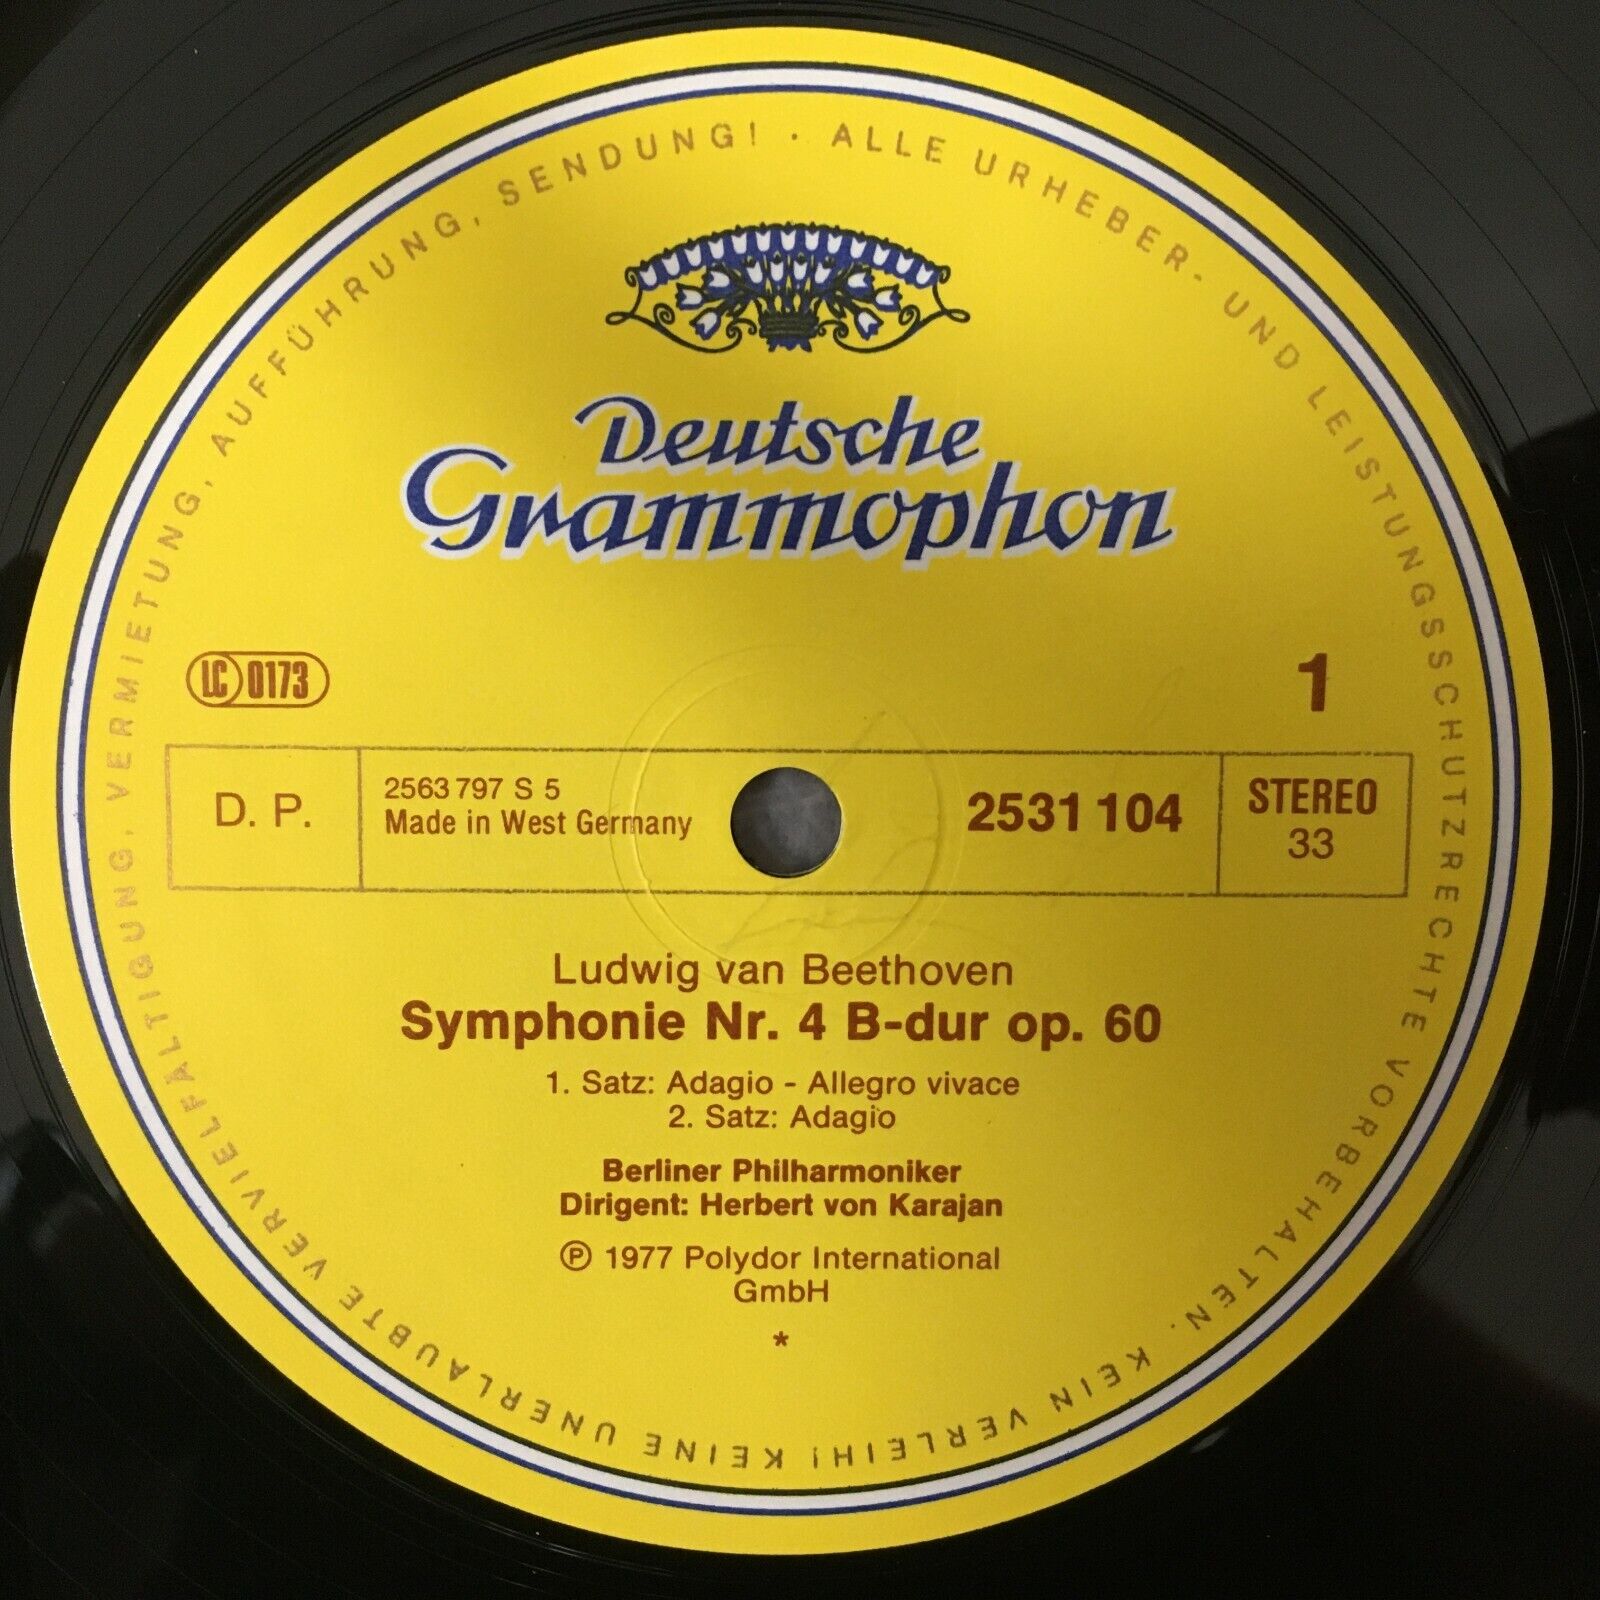 ALLE URHEBER- UND LEISTUNGSSCHUTZRECHTE VORBEHALTEN. KEIN VERLEIH! KEINE UNERLAUBTE VERVIELFÄLTIGUNG, VERMIETUNG, AUFFÜHRUNG, SENDUNG! ·
Deutsche
Grammophon
LC 0173
1
D. P.
2563 797 S 5
Made in West Germany
2531 104
STEREO
33
Ludwig van Beethoven
Symphonie Nr. 4 B-dur op. 60
1. Satz: Adagio - Allegro vivace
2. Satz: Adagio
Berliner Philharmoniker
Dirigent: Herbert von Karajan
℗ 1977 Polydor International
GmbH
*